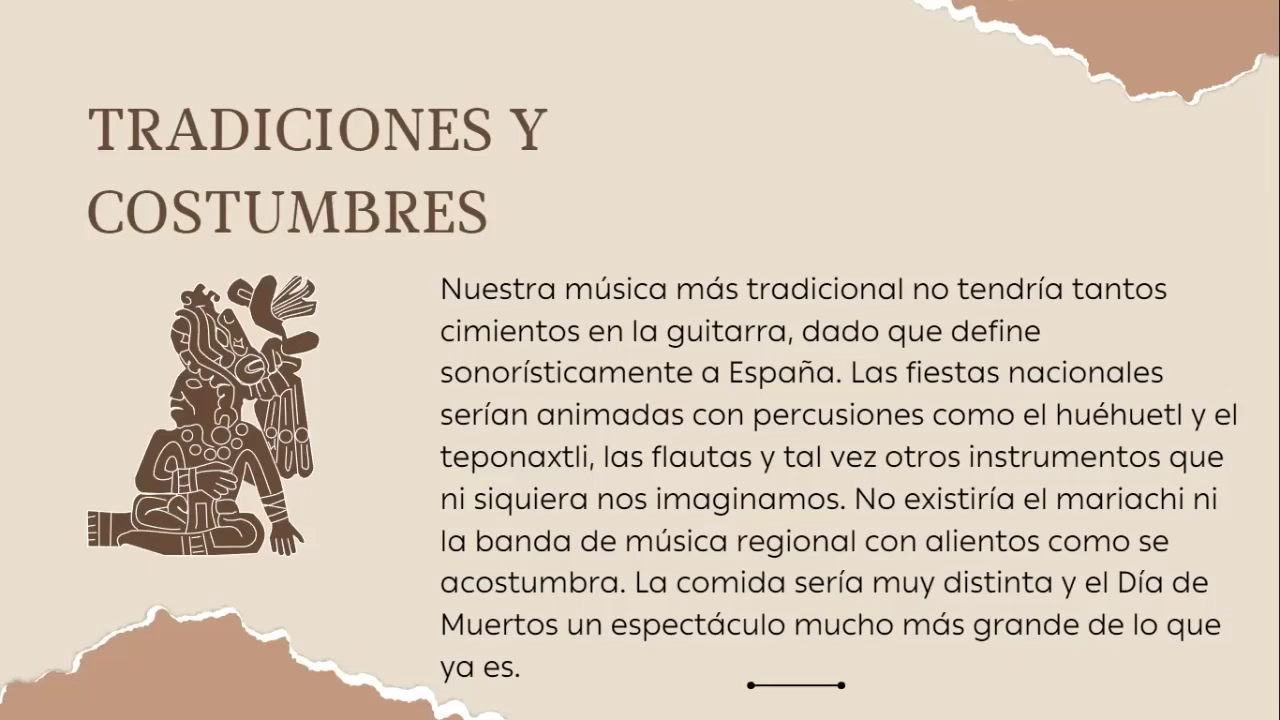 TRADICIONES Y
COSTUMBRES
Nuestra música más tradicional no tendría tantos
cimientos en la guitarra, dado que define
sonorísticamente a España. Las fiestas nacionales
serían animadas con percusiones como el huéhuetl y el
teponaxtli, las flautas y tal vez otros instrumentos que
ni siquiera nos imaginamos. No existiría el mariachi ni
la banda de música regional con alientos como se
acostumbra. La comida sería muy distinta y el Día de
Muertos un espectáculo mucho más grande de lo que
ya es.